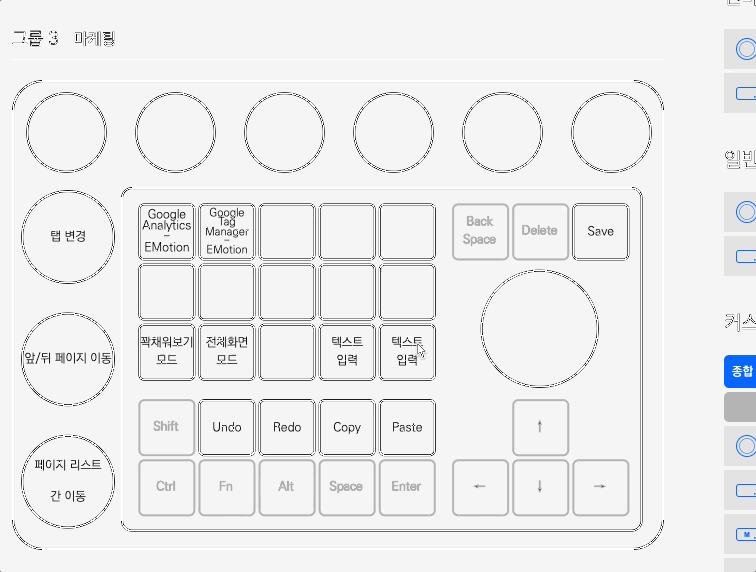 그룹 3 마케팅
탭 변경
앞/뒤 페이지 이동
페이지 리스트
간 이동
Google
Analytics
–
EMotion
Google
Tag
Manager
–
EMotion
Back
Space
Delete
Save
꽉채워보기
모드
전체화면
모드
텍스트
입력
텍스트
입력
Shift
Undo
Redo
Copy
Paste
↑
Ctrl
Fn
Alt
Space
Enter
←
↓
→
일반
커스
종합
M